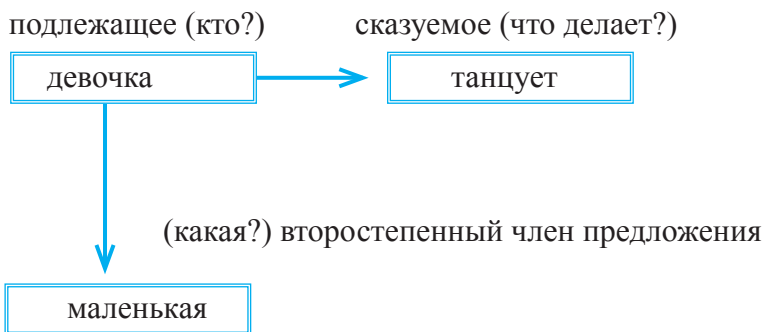 подлежащее (кто?) сказуемое (что делает?)
девочка танцует
(какая?) второстепенный член предложения
маленькая